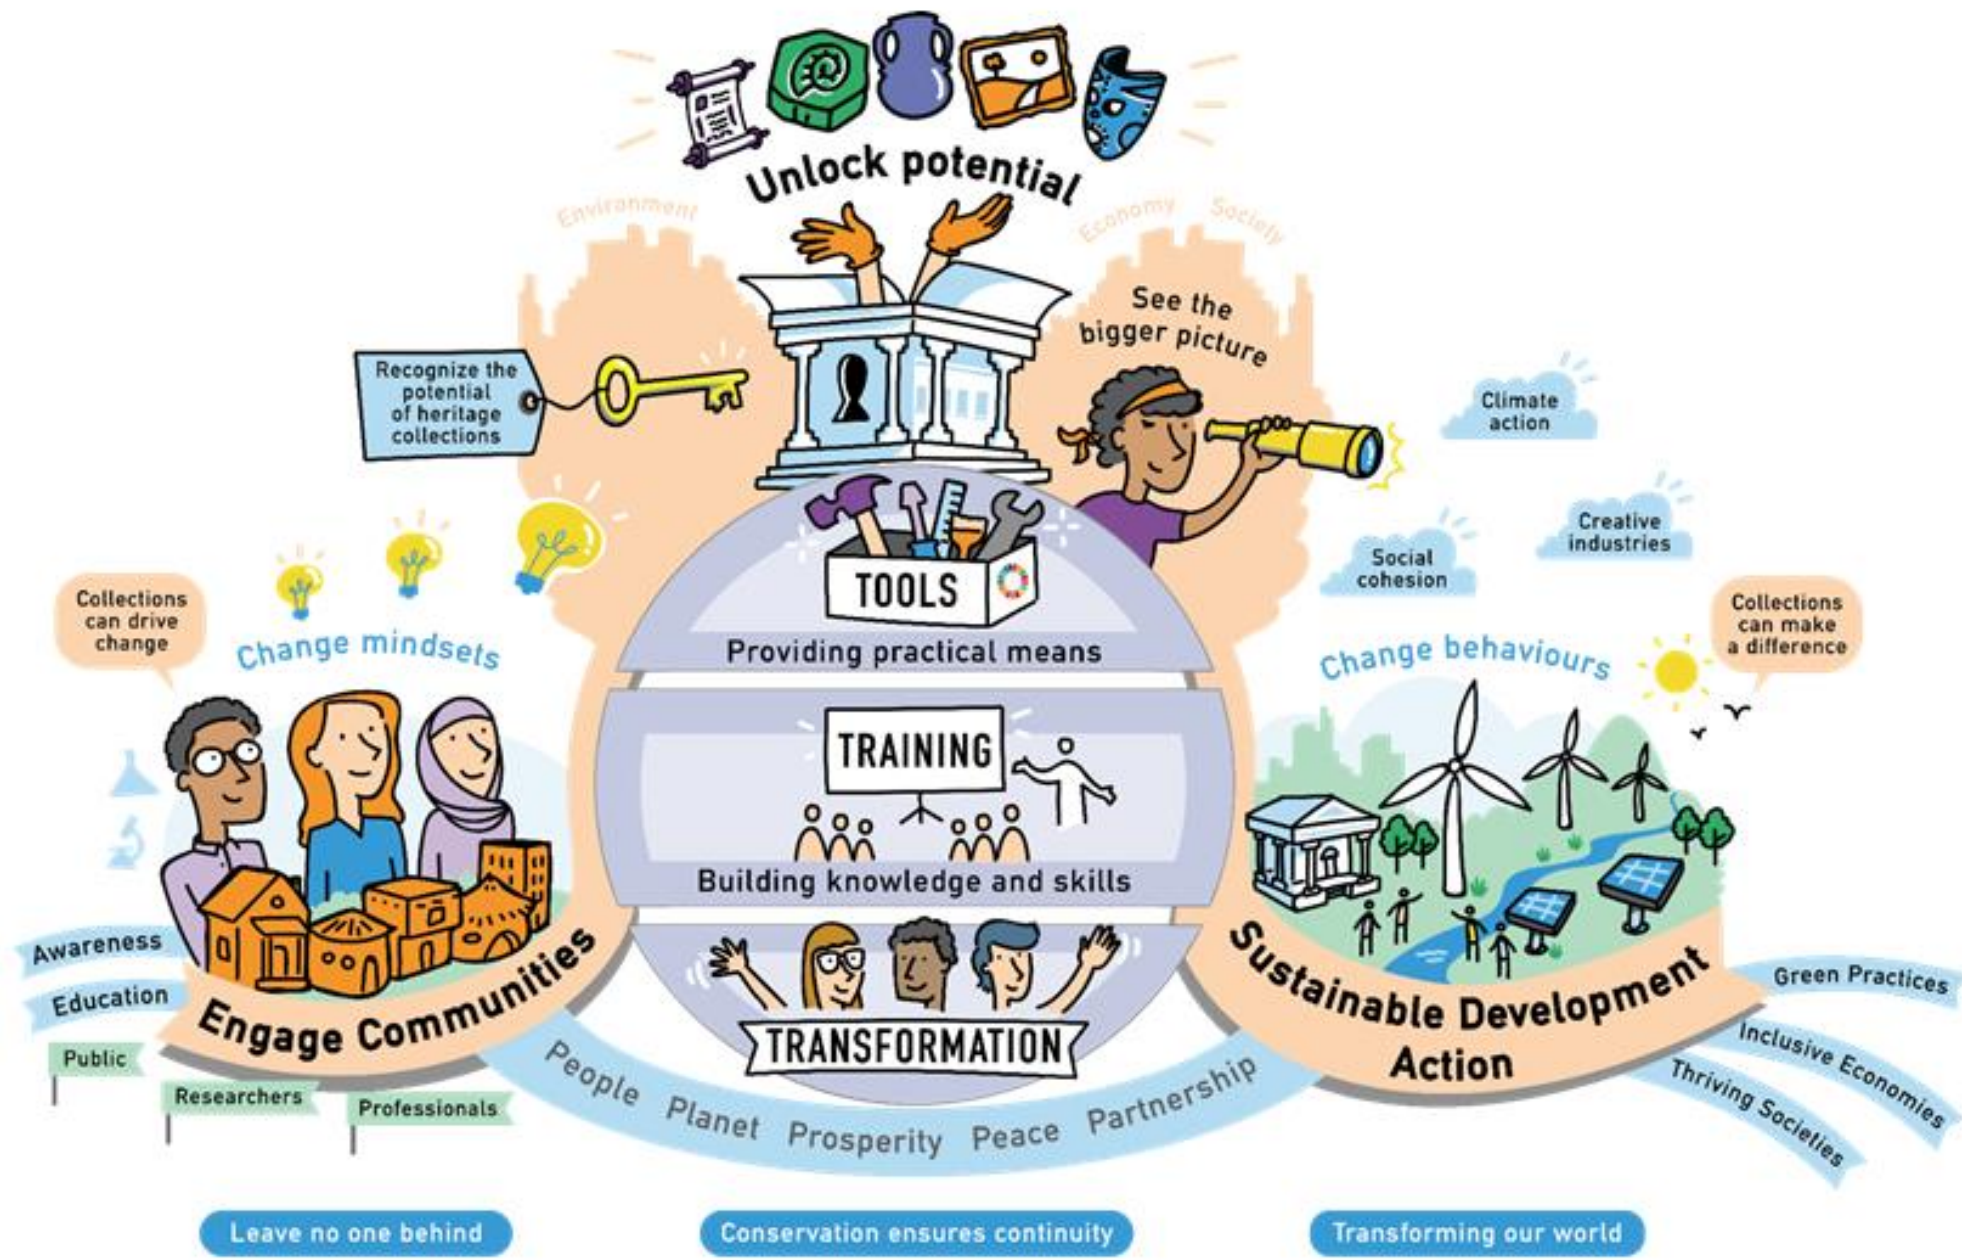 Unlock potential
Environment
Economy
Society
See the
bigger picture
Recognize the
potential
of heritage
collections
Climate
action
Creative
industries
Social
cohesion
TOOLS
Providing practical means
Collections
can drive
change
Change mindsets
Collections
can make
a difference
Change behaviours
TRAINING
Building knowledge and skills
TRANSFORMATION
Awareness
Education
Engage Communities
Public
Researchers
Professionals
People Planet Prosperity Peace Partnership
Sustainable Development
Action
Green Practices
Inclusive Economies
Thriving Societies
Leave no one behind
Conservation ensures continuity
Transforming our world